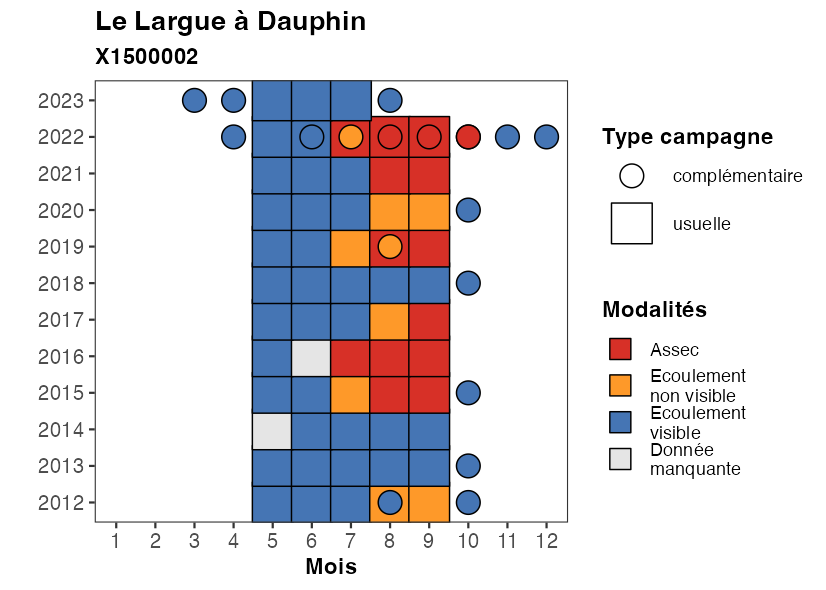 Le Largue à Dauphin
X1500002
2023
2022
2021
2020
2019
2018
2017
2016
2015
2014
2013
2012
1 2 3 4 5 6 7 8 9 10 11 12
Mois
Type campagne
complémentaire
usuelle
Modalités
Assec
Ecoulement
non visible
Ecoulement
visible
Donnée
manquante